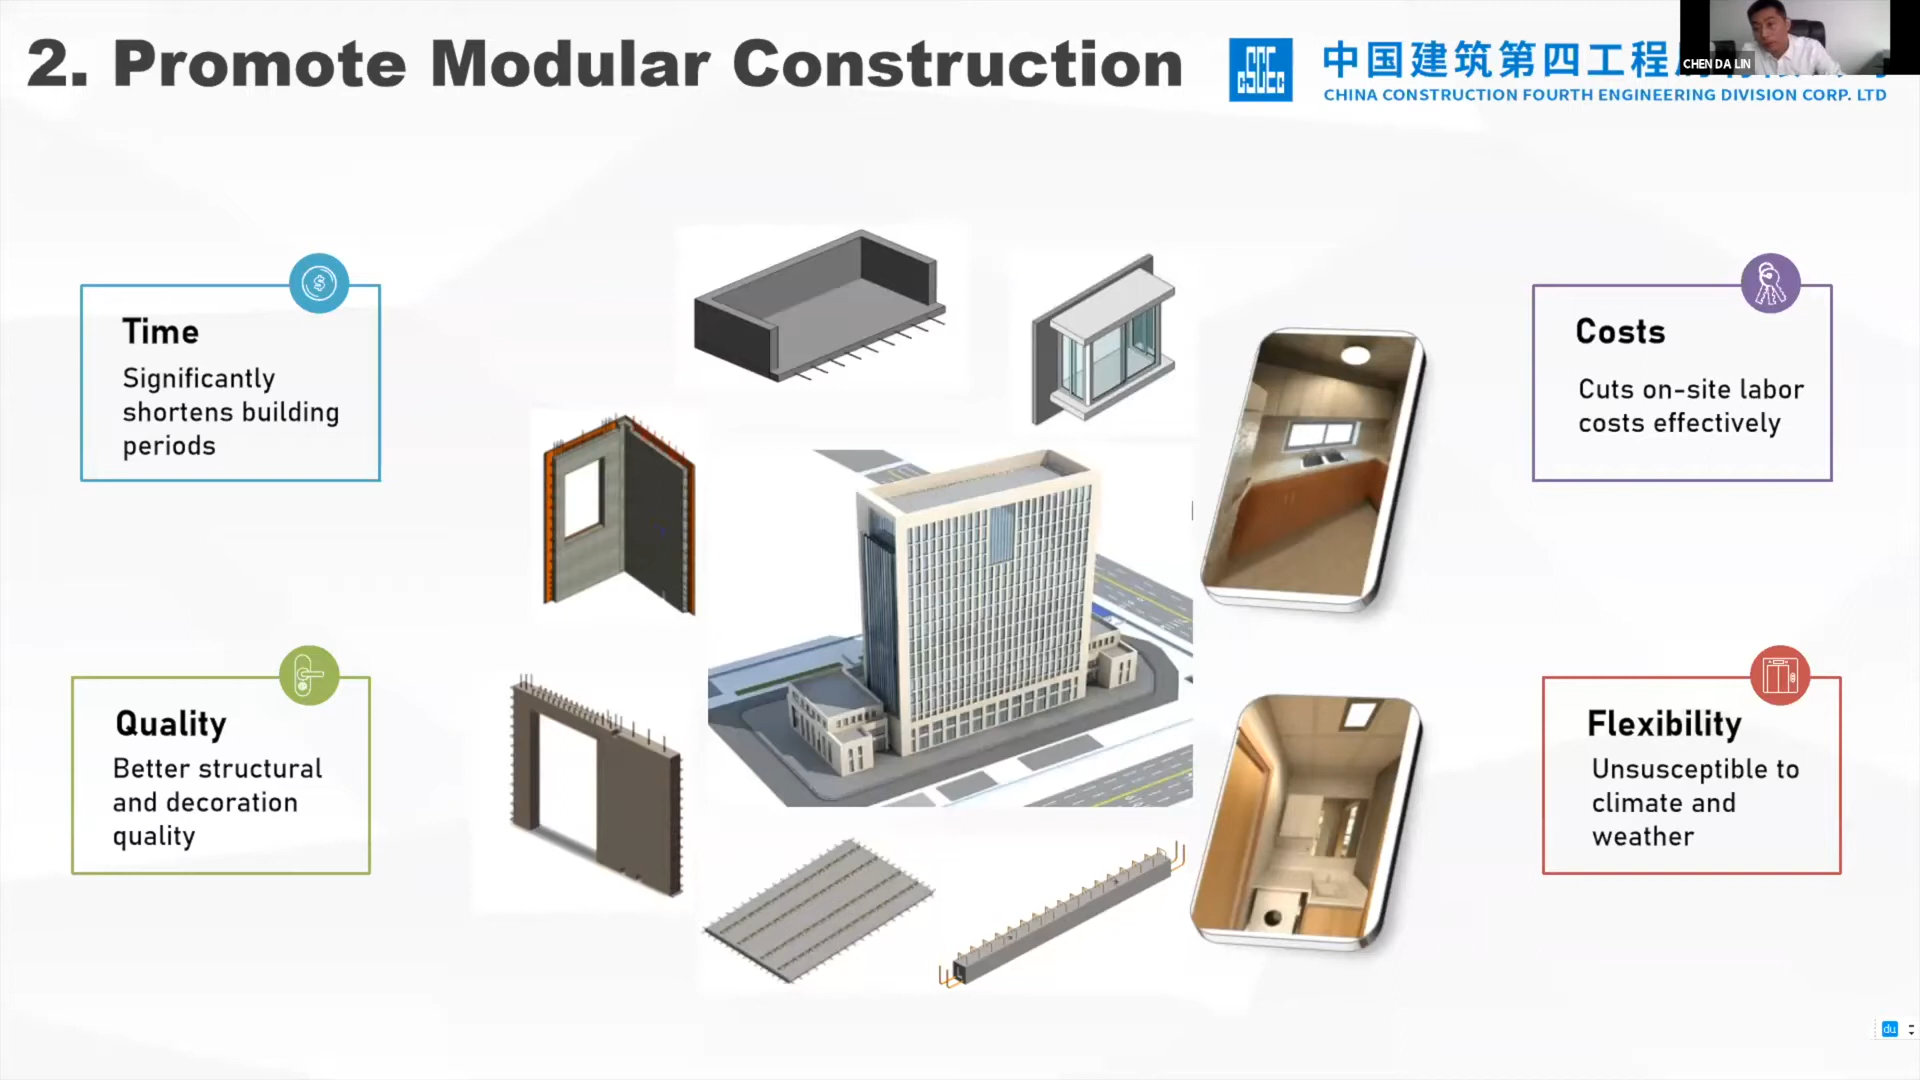 2. Promote Modular Construction
CSCEC
中国建筑第四工程
CHINA CONSTRUCTION FOURTH ENGINEERING DIVISION CORP. LTD
CHEN DA LIN
Time
Significantly
shortens building
periods
Costs
Cuts on-site labor
costs effectively
Quality
Better structural
and decoration
quality
Flexibility
Unsusceptible to
climate and
weather
du